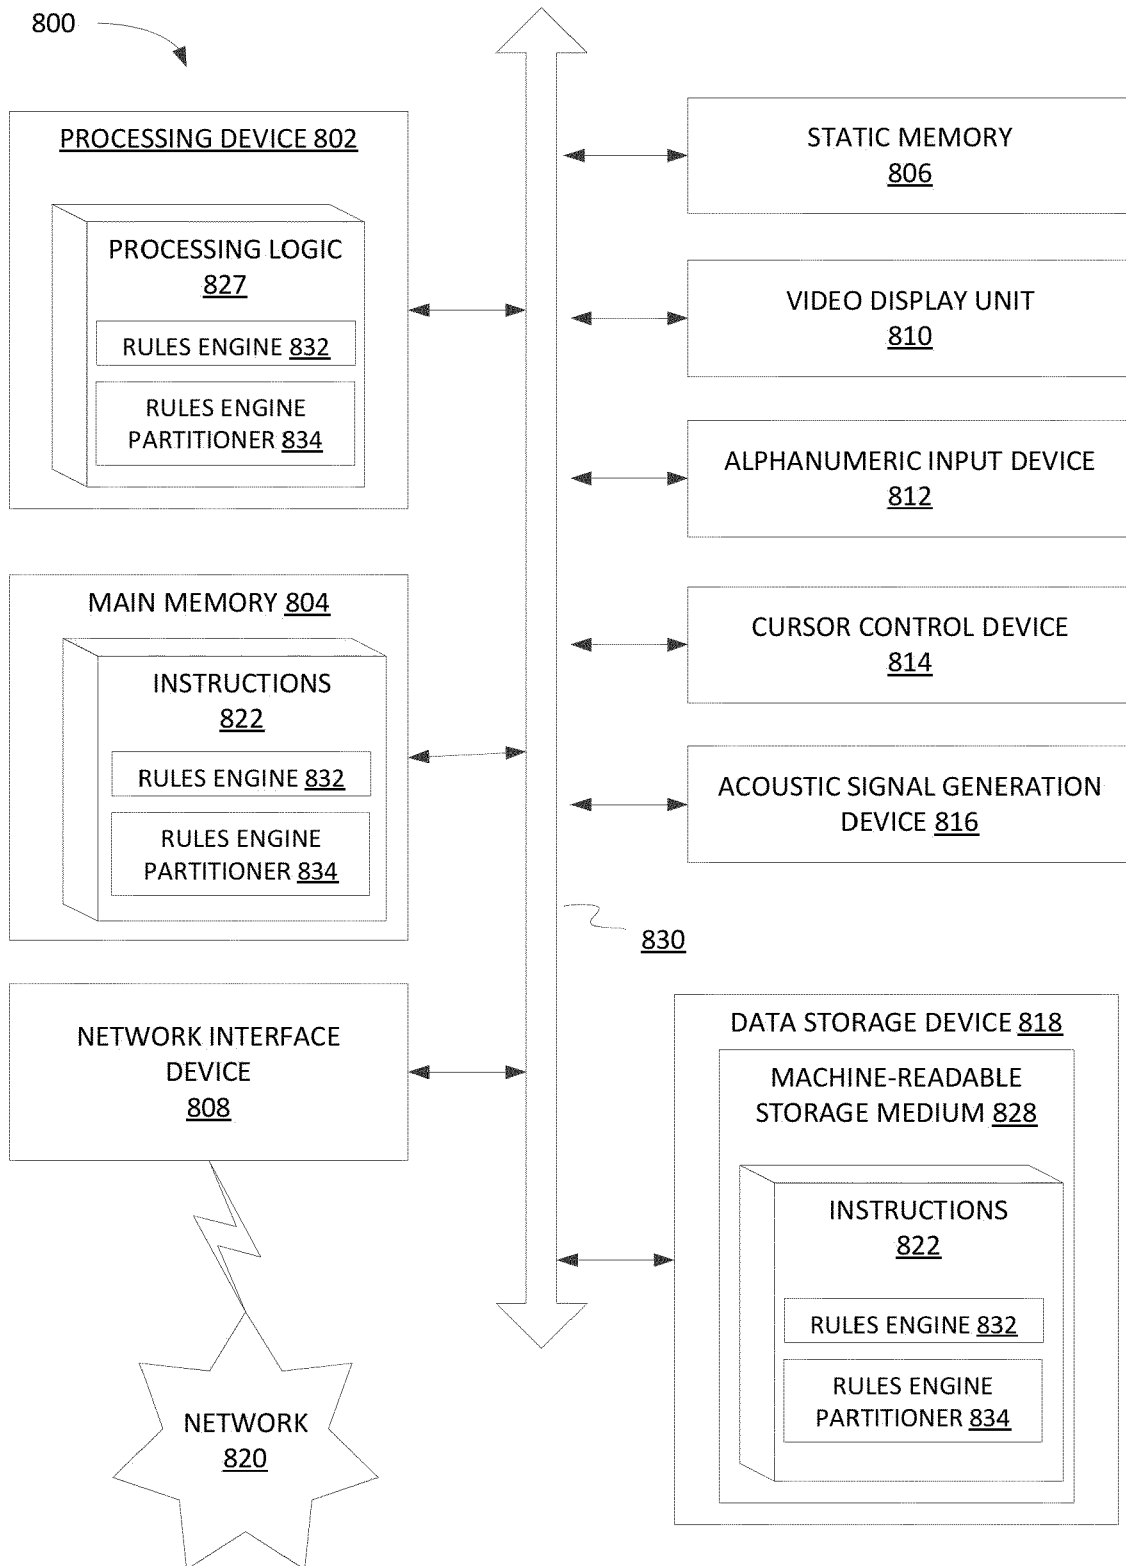 800
PROCESSING DEVICE 802
PROCESSING LOGIC
827
RULES ENGINE 832
RULES ENGINE
PARTITIONER 834
MAIN MEMORY 804
INSTRUCTIONS
822
RULES ENGINE 832
RULES ENGINE
PARTITIONER 834
NETWORK INTERFACE
DEVICE
808
NETWORK
820
STATIC MEMORY
806
VIDEO DISPLAY UNIT
810
ALPHANUMERIC INPUT DEVICE
812
CURSOR CONTROL DEVICE
814
ACOUSTIC SIGNAL GENERATION
DEVICE 816
830
DATA STORAGE DEVICE 818
MACHINE-READABLE
STORAGE MEDIUM 828
INSTRUCTIONS
822
RULES ENGINE 832
RULES ENGINE
PARTITIONER 834